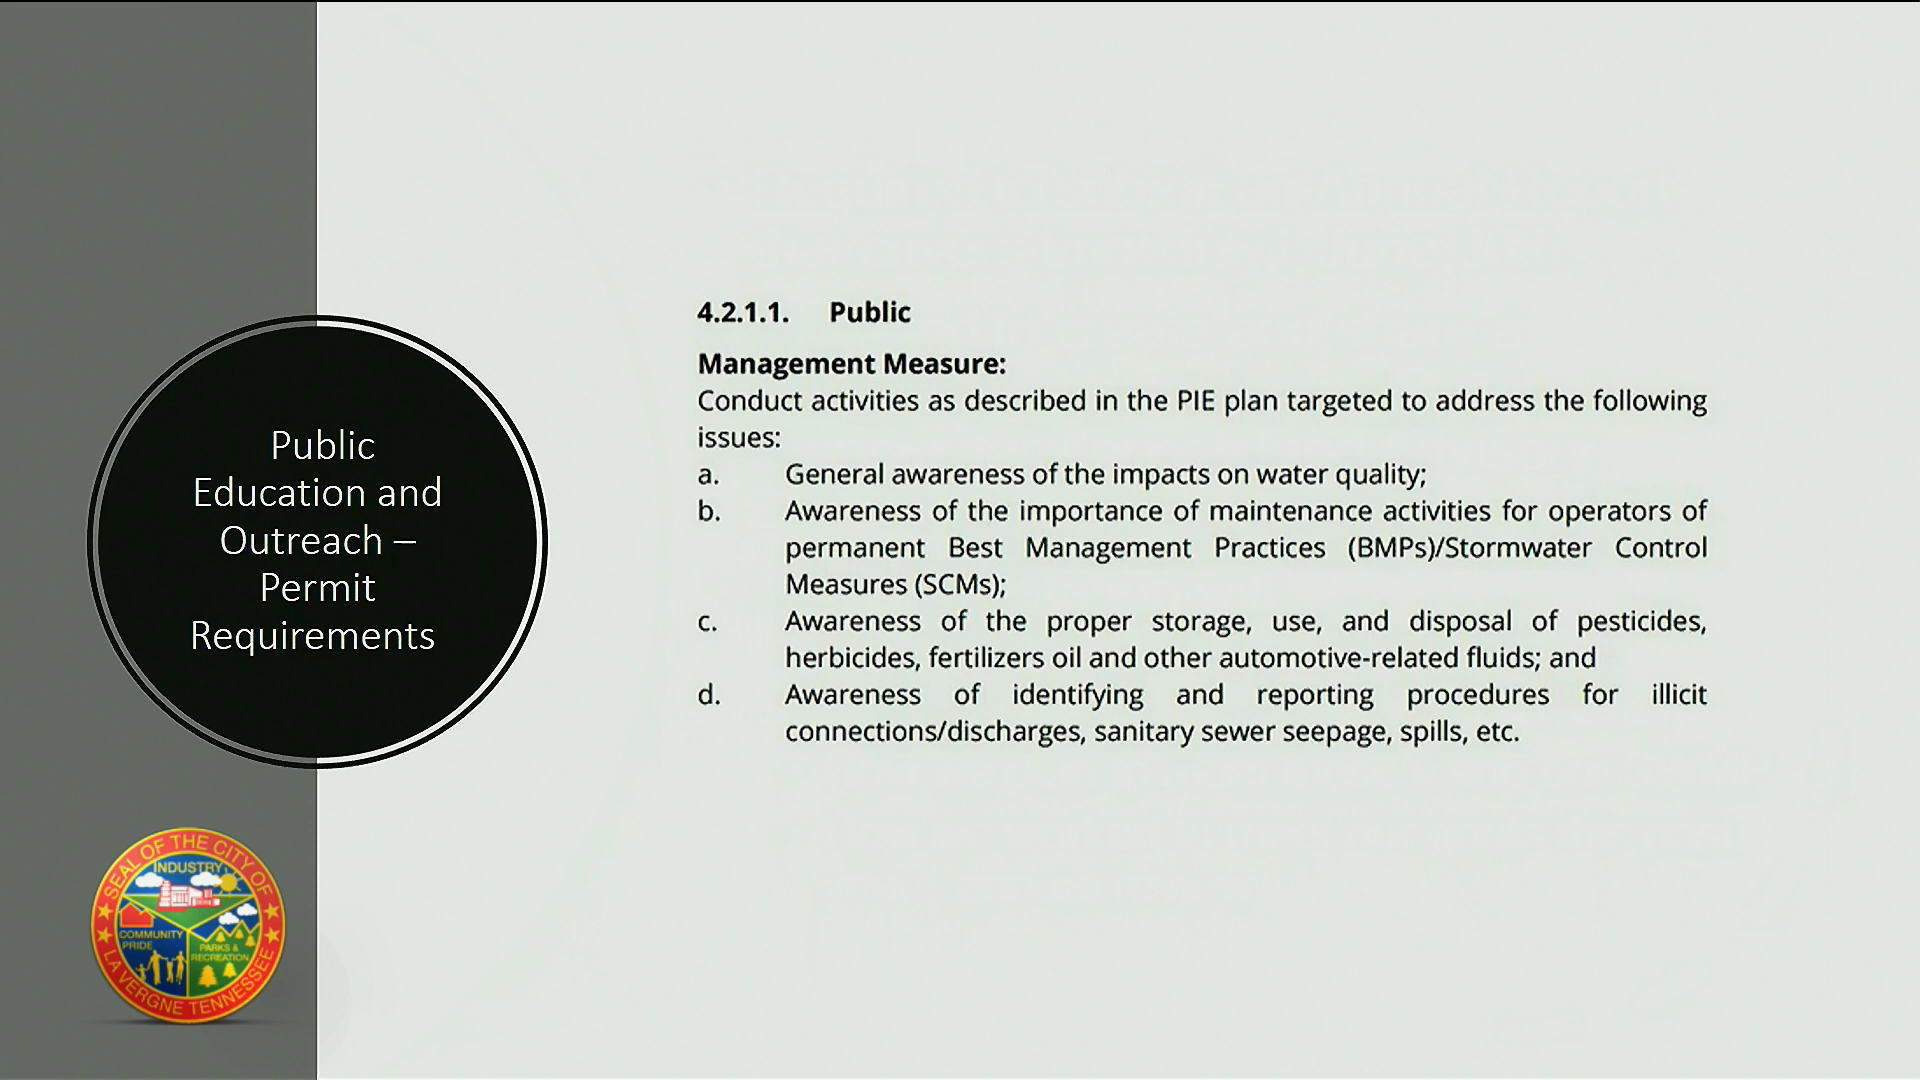 Public
Education and
Outreach –
Permit
Requirements
4.2.1.1. Public
Management Measure:
Conduct activities as described in the PIE plan targeted to address the following
issues:
a. General awareness of the impacts on water quality;
b. Awareness of the importance of maintenance activities for operators of
permanent Best Management Practices (BMPs)/Stormwater Control
Measures (SCMs);
c. Awareness of the proper storage, use, and disposal of pesticides,
herbicides, fertilizers oil and other automotive-related fluids; and
d. Awareness of identifying and reporting procedures for illicit
connections/discharges, sanitary sewer seepage, spills, etc.
SEAL OF THE CITY OF
LA VERGNE TENNESSEE
INDUSTRY
COMMUNITY
PRIDE
PARKS &
RECREATION